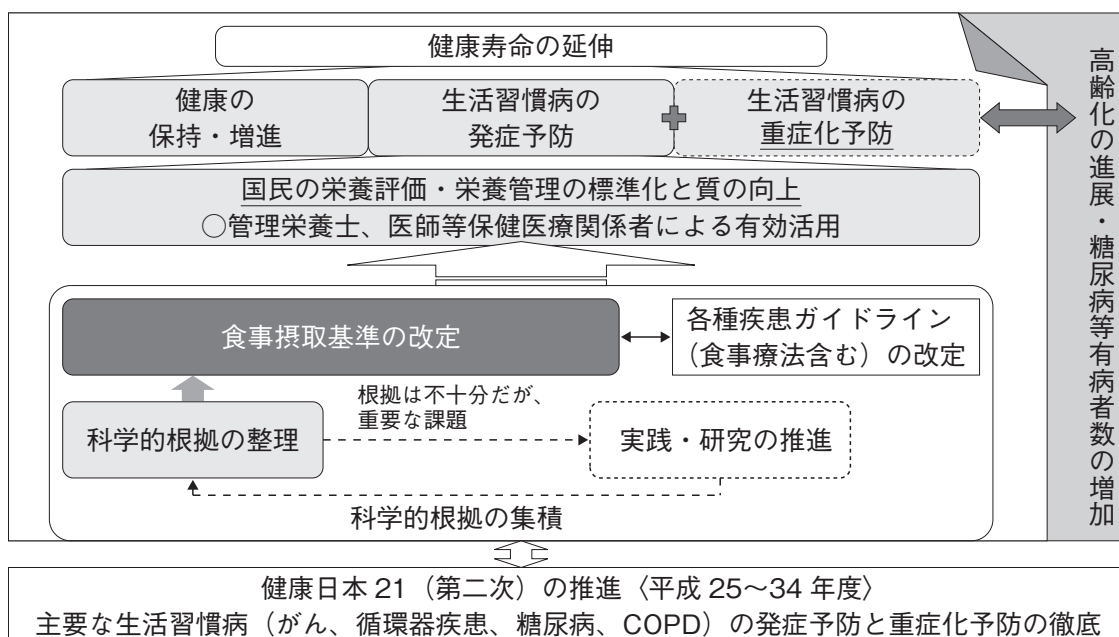 健康寿命の延伸
健康の
保持・増進
生活習慣病の
発症予防
生活習慣病の
重症化予防
国民の栄養評価・栄養管理の標準化と質の向上
○管理栄養士、医師等保健医療関係者による有効活用
食事摂取基準の改定
各種疾患ガイドライン
（食事療法含む）の改定
根拠は不十分だが、
重要な課題
科学的根拠の整理
実践・研究の推進
科学的根拠の集積
高齢化の進展・糖尿病等有病者数の増加
健康日本 21（第二次）の推進〈平成 25～34 年度〉
主要な生活習慣病（がん、循環器疾患、糖尿病、COPD）の発症予防と重症化予防の徹底